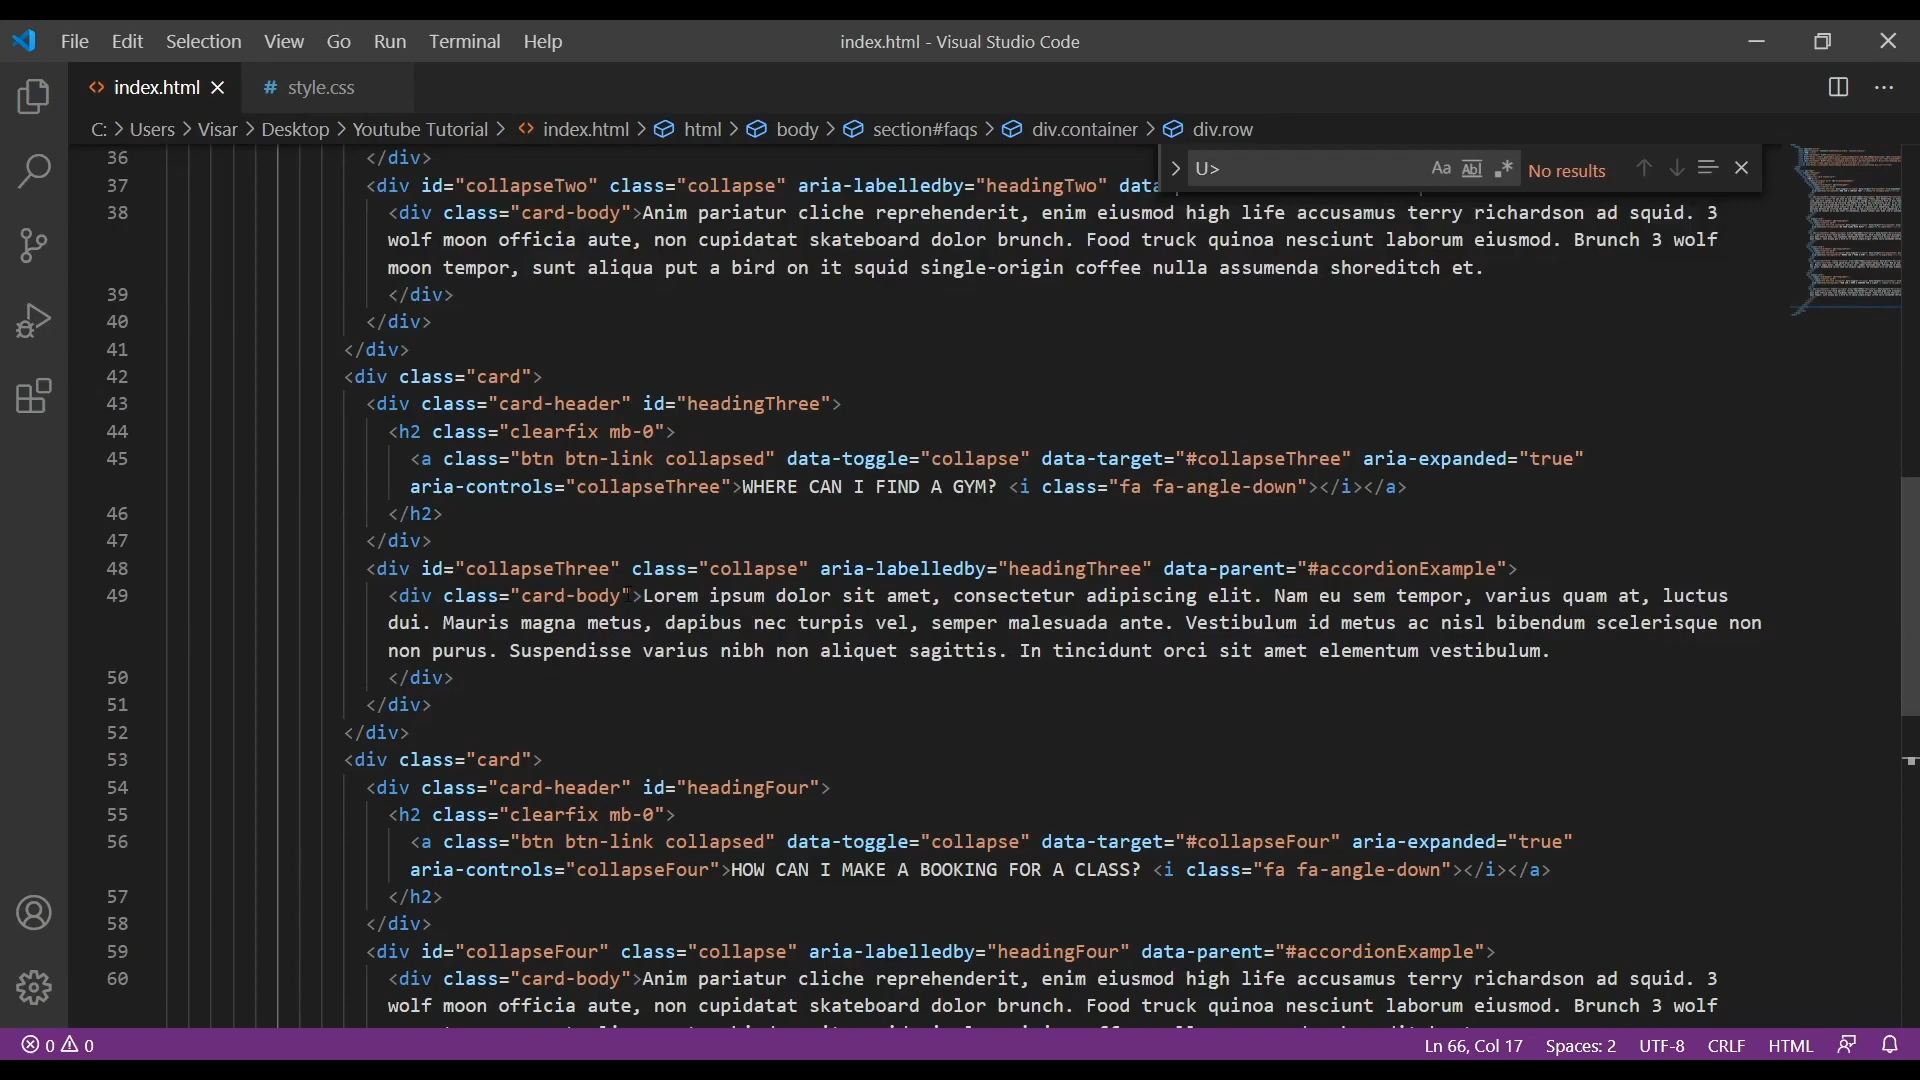 File Edit Selection View Go Run Terminal Help
index.html - Visual Studio Code
index.html
# style.css
C: > Users > Visar > Desktop > Youtube Tutorial > index.html > html > body > section#faqs > div.container > div.row
U>
Aa Abl .*
No results
36 </div>
37 <div id="collapseTwo" class="collapse" aria-labelledby="headingTwo" data
38 <div class="card-body">Anim pariatur cliche reprehenderit, enim eiusmod high life accusamus terry richardson ad squid. 3
wolf moon officia aute, non cupidatat skateboard dolor brunch. Food truck quinoa nesciunt laborum eiusmod. Brunch 3 wolf
moon tempor, sunt aliqua put a bird on it squid single-origin coffee nulla assumenda shoreditch et.
39 </div>
40 </div>
41 </div>
42 <div class="card">
43 <div class="card-header" id="headingThree">
44 <h2 class="clearfix mb-0">
45 <a class="btn btn-link collapsed" data-toggle="collapse" data-target="#collapseThree" aria-expanded="true"
aria-controls="collapseThree">WHERE CAN I FIND A GYM? <i class="fa fa-angle-down"></i></a>
46 </h2>
47 </div>
48 <div id="collapseThree" class="collapse" aria-labelledby="headingThree" data-parent="#accordionExample">
49 <div class="card-body">Lorem ipsum dolor sit amet, consectetur adipiscing elit. Nam eu sem tempor, varius quam at, luctus
dui. Mauris magna metus, dapibus nec turpis vel, semper malesuada ante. Vestibulum id metus ac nisl bibendum scelerisque non
non purus. Suspendisse varius nibh non aliquet sagittis. In tincidunt orci sit amet elementum vestibulum.
50 </div>
51 </div>
52 </div>
53 <div class="card">
54 <div class="card-header" id="headingFour">
55 <h2 class="clearfix mb-0">
56 <a class="btn btn-link collapsed" data-toggle="collapse" data-target="#collapseFour" aria-expanded="true"
aria-controls="collapseFour">HOW CAN I MAKE A BOOKING FOR A CLASS? <i class="fa fa-angle-down"></i></a>
57 </h2>
58 </div>
59 <div id="collapseFour" class="collapse" aria-labelledby="headingFour" data-parent="#accordionExample">
60 <div class="card-body">Anim pariatur cliche reprehenderit, enim eiusmod high life accusamus terry richardson ad squid. 3
wolf moon officia aute, non cupidatat skateboard dolor brunch. Food truck quinoa nesciunt laborum eiusmod. Brunch 3 wolf
0 0
Ln 66, Col 17 Spaces: 2 UTF-8 CRLF HTML